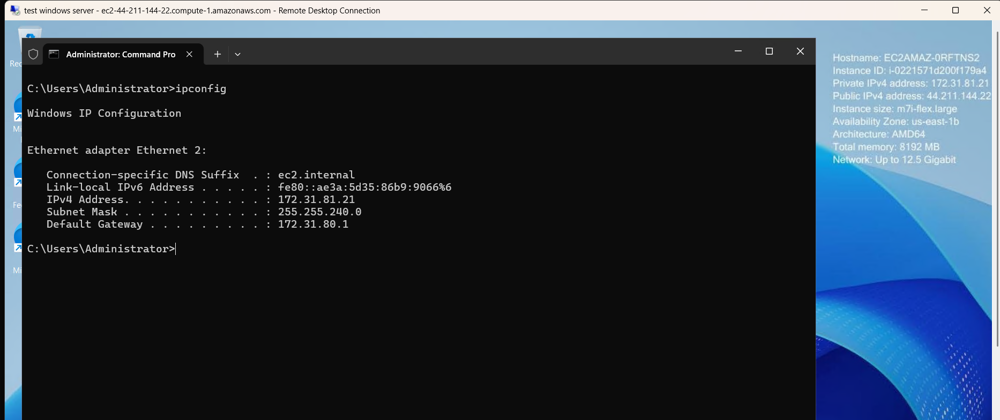 test windows server - ec2-44-211-144-22.compute-1.amazonaws.com - Remote Desktop Connection
Administrator: Command Pro
C:\Users\Administrator>ipconfig
Windows IP Configuration
Ethernet adapter Ethernet 2:
Connection-specific DNS Suffix  . : ec2.internal
Link-local IPv6 Address . . . . . : fe80::ae3a:5d35:86b9:9066%6
IPv4 Address. . . . . . . . . . . : 172.31.81.21
Subnet Mask . . . . . . . . . . . : 255.255.240.0
Default Gateway . . . . . . . . . : 172.31.80.1
C:\Users\Administrator>
Hostname: EC2AMAZ-0RFTNS2
Instance ID: i-0221571d200f179a4
Private IPv4 address: 172.31.81.21
Public IPv4 address: 44.211.144.22
Instance size: m7i-flex.large
Availability Zone: us-east-1b
Architecture: AMD64
Total memory: 8192 MB
Network: Up to 12.5 Gigabit
Rec
Mi
Fe
Mi